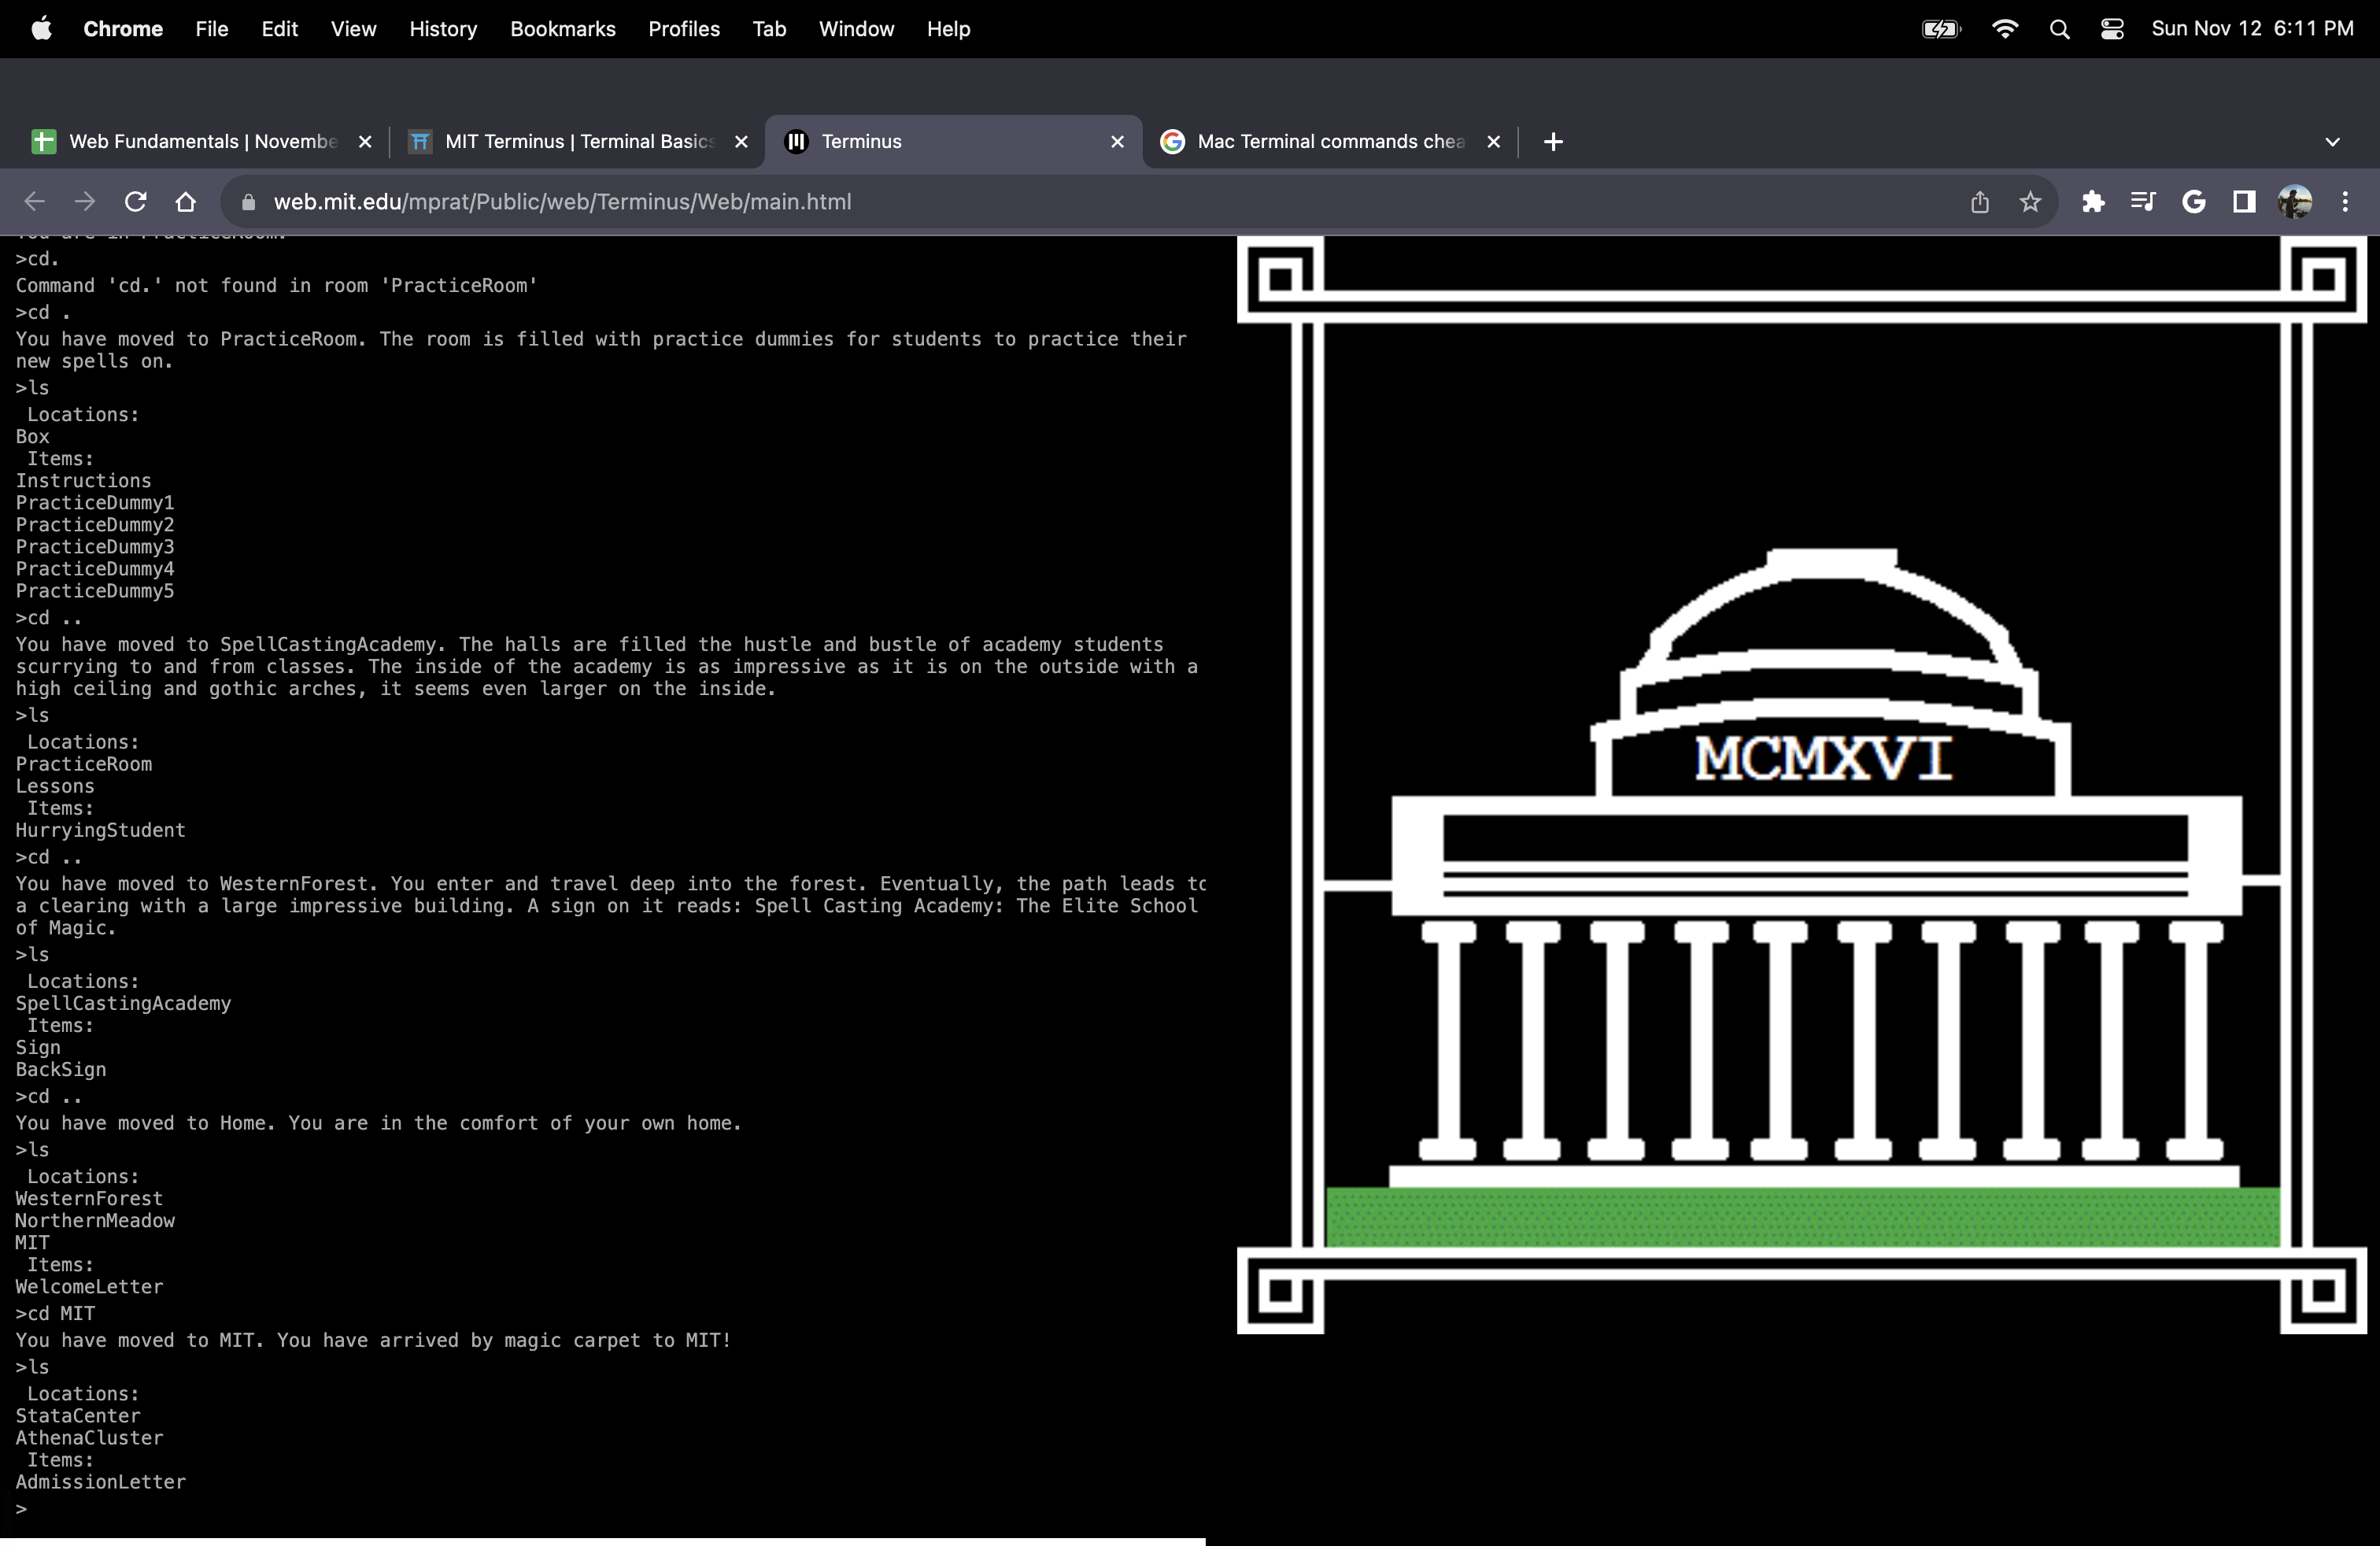 Chrome File Edit View History Bookmarks Profiles Tab Window Help Sun Nov 12 6:11 PM
Web Fundamentals | Novembe MIT Terminus | Terminal Basics Terminus Mac Terminal commands chea
web.mit.edu/mprat/Public/web/Terminus/Web/main.html
You are in PracticeRoom.
>cd.
Command 'cd.' not found in room 'PracticeRoom'
>cd .
You have moved to PracticeRoom. The room is filled with practice dummies for students to practice their
new spells on.
>ls
Locations:
Box
Items:
Instructions
PracticeDummy1
PracticeDummy2
PracticeDummy3
PracticeDummy4
PracticeDummy5
>cd ..
You have moved to SpellCastingAcademy. The halls are filled the hustle and bustle of academy students
scurrying to and from classes. The inside of the academy is as impressive as it is on the outside with a
high ceiling and gothic arches, it seems even larger on the inside.
>ls
Locations:
PracticeRoom
Lessons
Items:
HurryingStudent
>cd ..
You have moved to WesternForest. You enter and travel deep into the forest. Eventually, the path leads to
a clearing with a large impressive building. A sign on it reads: Spell Casting Academy: The Elite School
of Magic.
>ls
Locations:
SpellCastingAcademy
Items:
Sign
BackSign
>cd ..
You have moved to Home. You are in the comfort of your own home.
>ls
Locations:
WesternForest
NorthernMeadow
MIT
Items:
WelcomeLetter
>cd MIT
You have moved to MIT. You have arrived by magic carpet to MIT!
>ls
Locations:
StataCenter
AthenaCluster
Items:
AdmissionLetter
>
MCMXVI